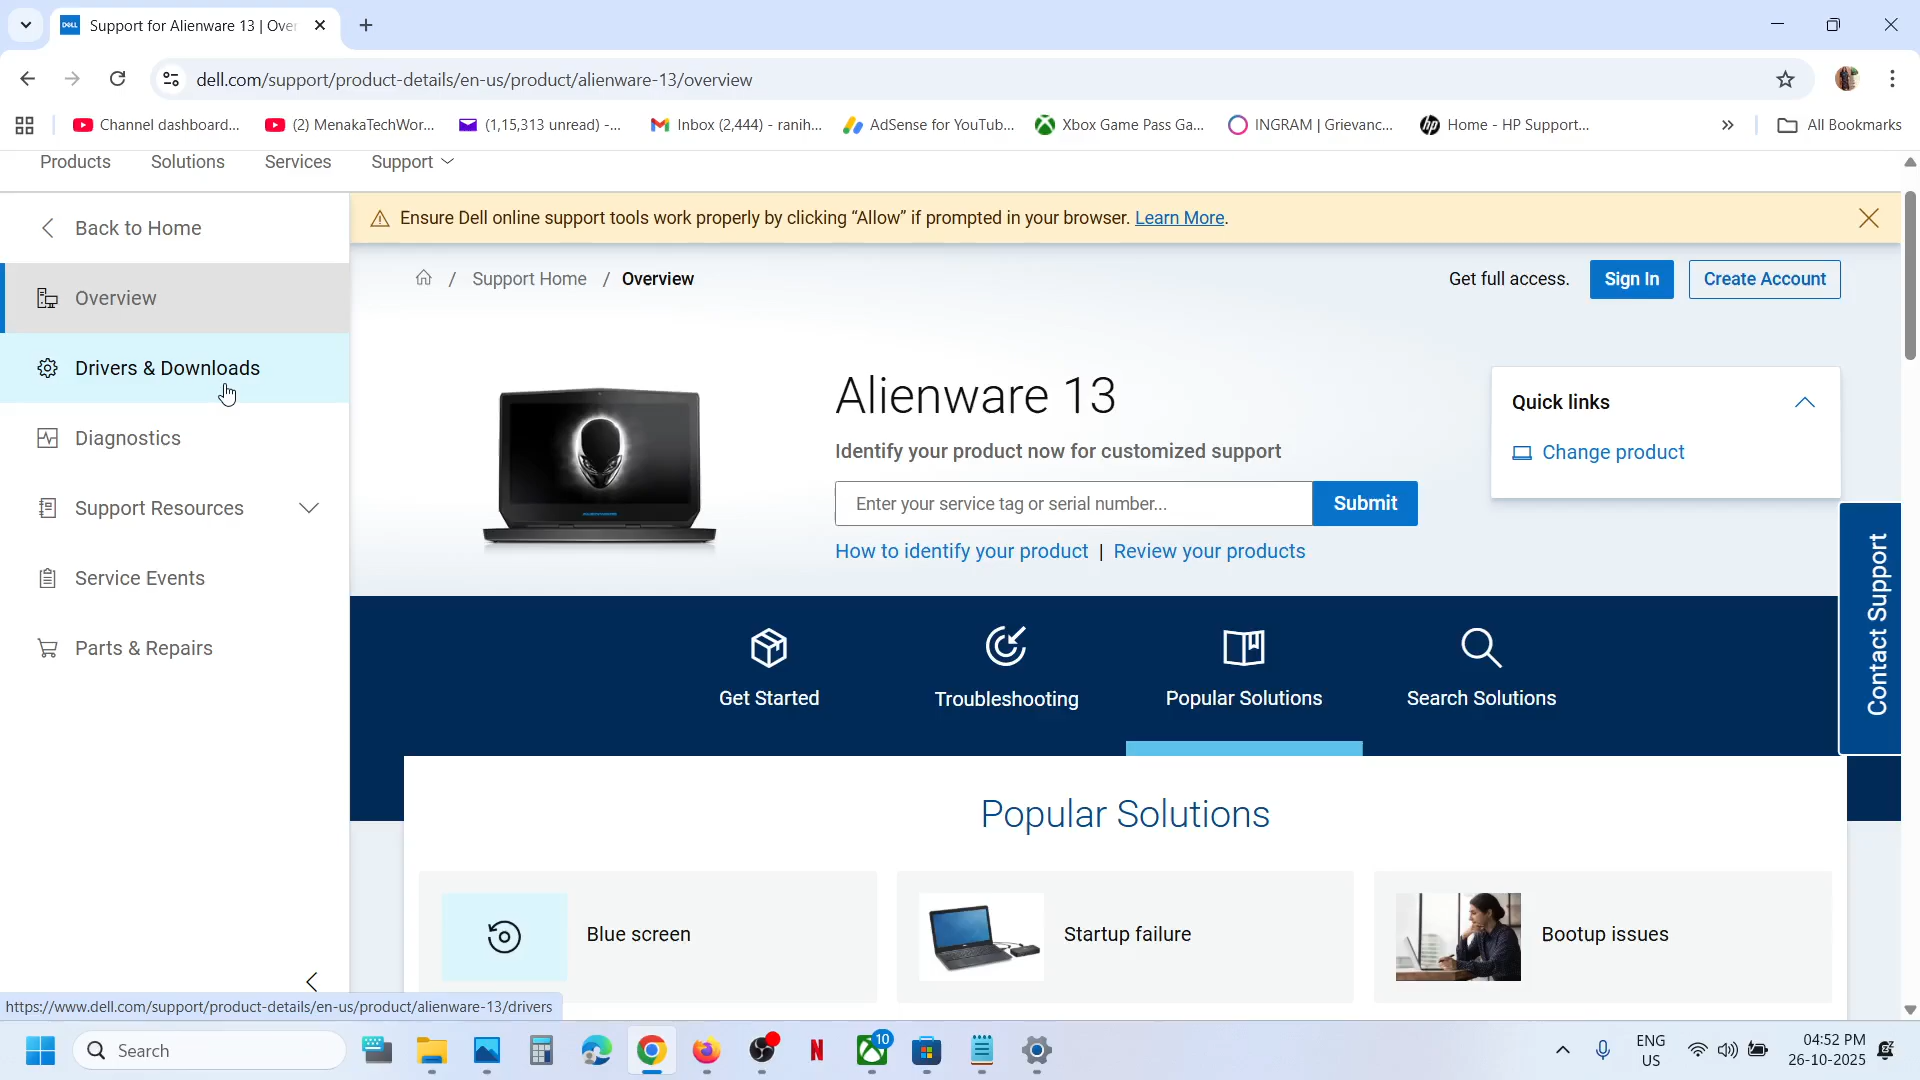 Support for Alienware 13 | Over
dell.com/support/product-details/en-us/product/alienware-13/overview
Channel dashboard...
(2) MenakaTechWor...
(1,15,313 unread) -...
Inbox (2,444) - ranih...
AdSense for YouTub...
Xbox Game Pass Ga...
INGRAM | Grievanc...
Home - HP Support...
»
All Bookmarks
Products
Solutions
Services
Support
Back to Home
Overview
Drivers & Downloads
Diagnostics
Support Resources
Service Events
Parts & Repairs
Ensure Dell online support tools work properly by clicking “Allow” if prompted in your browser. Learn More.
/ Support Home / Overview
Get full access.
Sign In
Create Account
Alienware 13
Identify your product now for customized support
Enter your service tag or serial number...
Submit
How to identify your product | Review your products
Quick links
Change product
Contact Support
Get Started
Troubleshooting
Popular Solutions
Search Solutions
Popular Solutions
Blue screen
Startup failure
Bootup issues
https://www.dell.com/support/product-details/en-us/product/alienware-13/drivers
Search
10
ENG
US
04:52 PM
26-10-2025